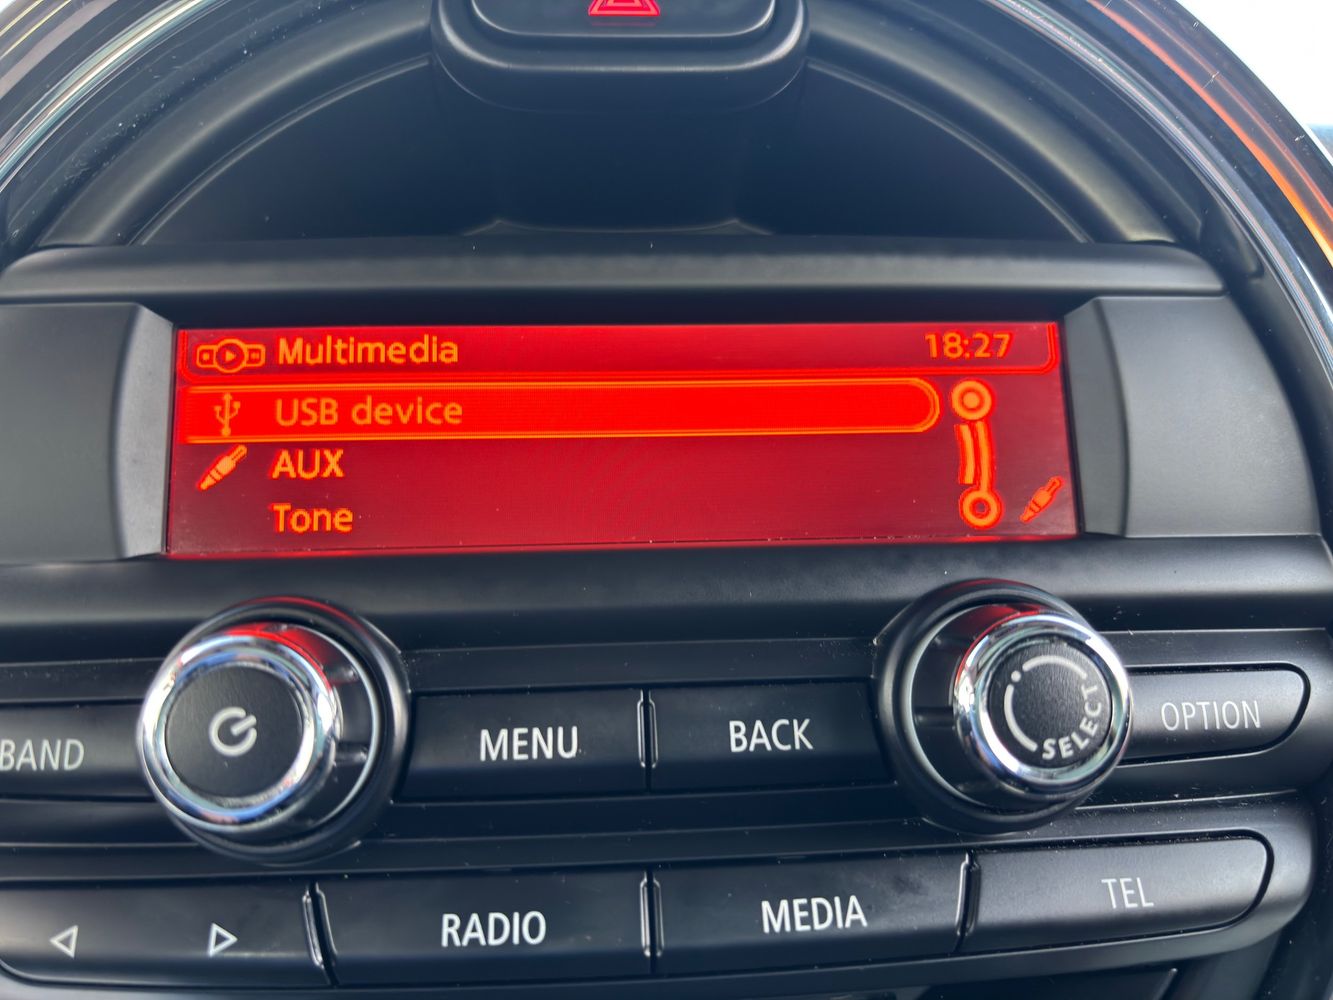 Multimedia 18:27
USB device
AUX
Tone
BAND MENU BACK SELECT OPTION
RADIO MEDIA TEL